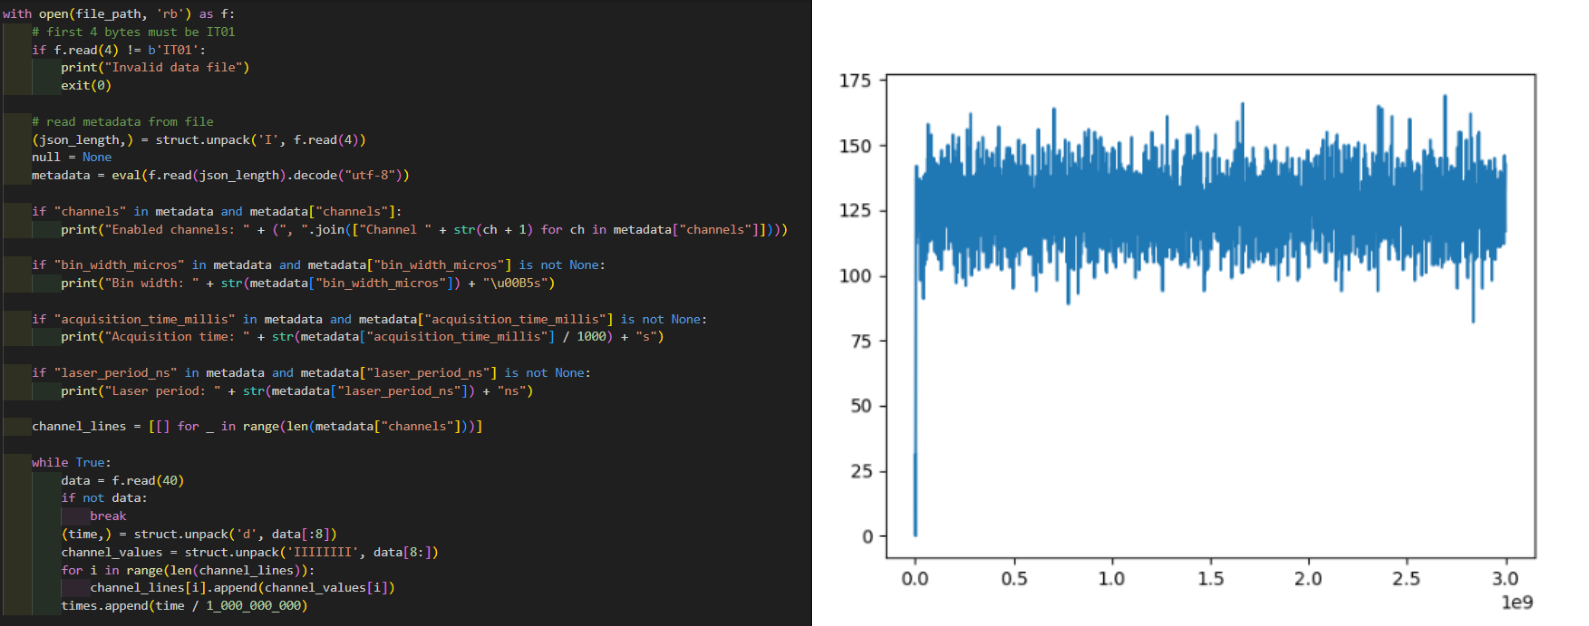 with open(file_path, 'rb') as f:
# first 4 bytes must be IT01
if f.read(4) != b'IT01':
print("Invalid data file")
exit(0)
# read metadata from file
(json_length,) = struct.unpack('I', f.read(4))
null = None
metadata = eval(f.read(json_length).decode("utf-8"))
if "channels" in metadata and metadata["channels"]:
print("Enabled channels: " + (", ".join(["Channel " + str(ch + 1) for ch in metadata["channels"]])))
if "bin_width_micros" in metadata and metadata["bin_width_micros"] is not None:
print("Bin width: " + str(metadata["bin_width_micros"]) + "\u00B5s")
if "acquisition_time_millis" in metadata and metadata["acquisition_time_millis"] is not None:
print("Acquisition time: " + str(metadata["acquisition_time_millis"] / 1000) + "s")
if "laser_period_ns" in metadata and metadata["laser_period_ns"] is not None:
print("Laser period: " + str(metadata["laser_period_ns"]) + "ns")
channel_lines = [[] for _ in range(len(metadata["channels"]))]
while True:
data = f.read(40)
if not data:
break
(time,) = struct.unpack('d', data[:8])
channel_values = struct.unpack('IIIIIIII', data[8:])
for i in range(len(channel_lines)):
channel_lines[i].append(channel_values[i])
times.append(time / 1_000_000_000)
175
150
125
100
75
50
25
0
0.0 0.5 1.0 1.5 2.0 2.5 3.0
1e9